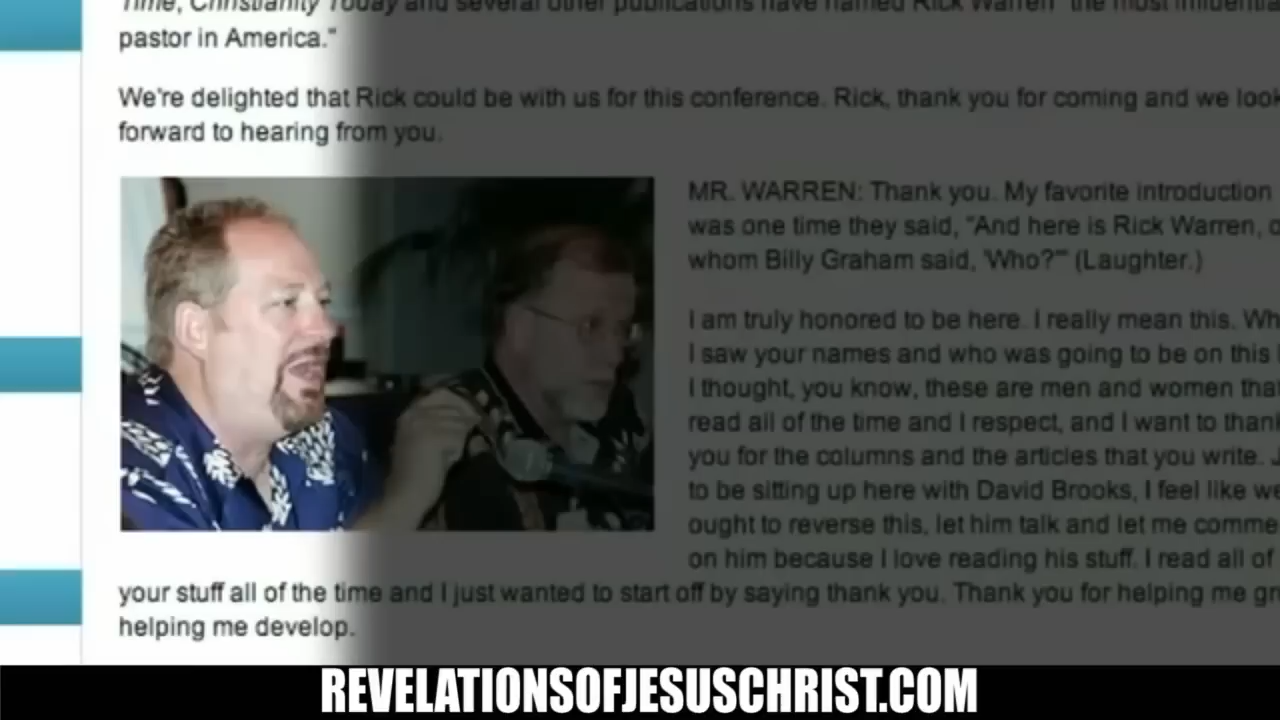 Time, Christianity Today and several other publications have named Rick Warren "the most
pastor in America."
We're delighted that Rick could be with us for this conference. Rick, thank you for coming and we look
forward to hearing from you.
MR. WARREN: Thank you. My favorite introduction
was one time they said, "And here is Rick Warren,
whom Billy Graham said, 'Who?'" (Laughter.)
I am truly honored to be here. I really mean this.
I saw your names and who was going to be on this
I thought, you know, these are men and women
read all of the time and I respect, and I want to
you for the columns and the articles that you write.
to be sitting up here with David Brooks, I feel like
ought to reverse this, let him talk and let me
on him because I love reading his stuff. I read all of
your stuff all of the time and I just wanted to start off by saying thank you. Thank you for helping me
helping me develop.
REVELATIONSOFJESUSCHRIST.COM